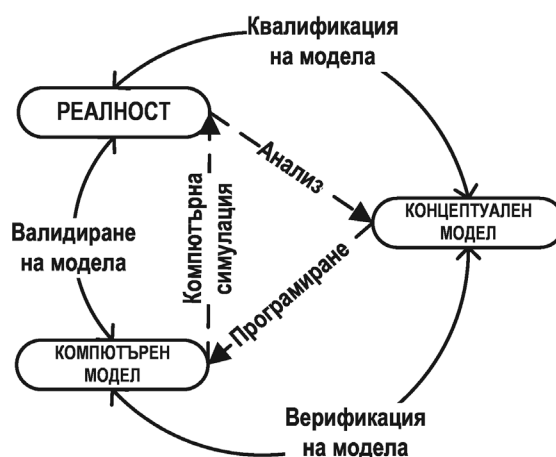 Квалификация
на модела
РЕАЛНОСТ
Анализ
КОНЦЕПТУАЛЕН
МОДЕЛ
Валидиране
на модела
Компютърна
симулация
Програмиране
КОМПЮТЪРЕН
МОДЕЛ
Верификация
на модела